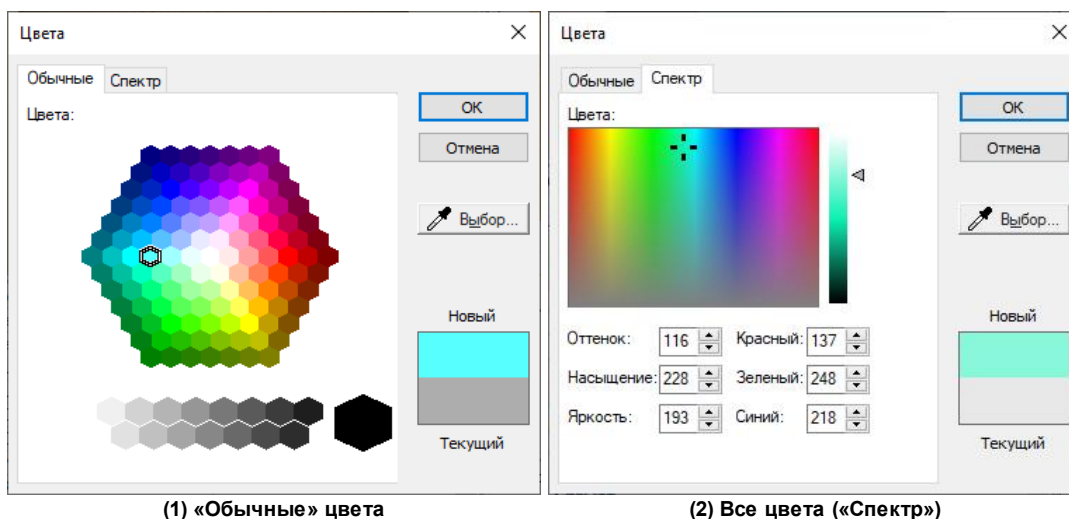 Цвета
Обычные Спектр
Цвета:
ОК
Отмена
Выбор...
Новый
Текущий
(1) «Обычные» цвета
Цвета
Обычные Спектр
Цвета:
ОК
Отмена
Выбор...
Оттенок: 116 Красный: 137
Насыщение: 228 Зеленый: 248
Яркость: 193 Синий: 218
Новый
Текущий
(2) Все цвета («Спектр»)